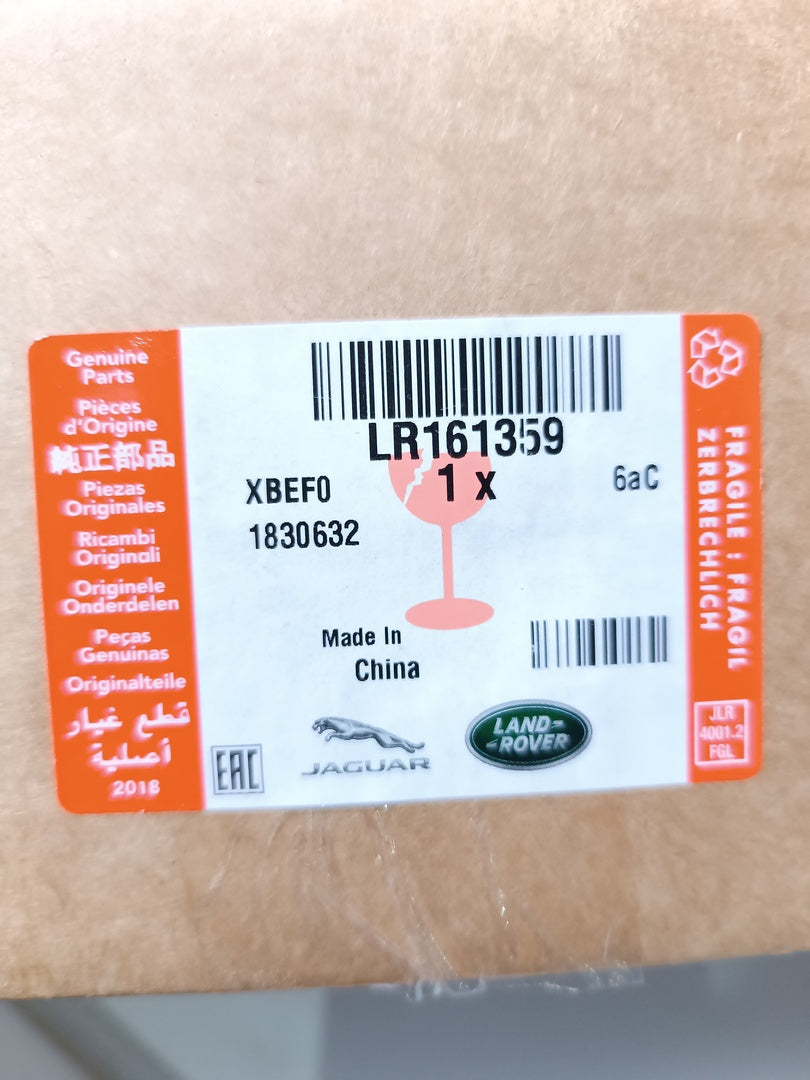 Genuine
Parts
Pièces
d'Origine
純正部品
Piezas
Originales
Ricambi
Originali
Originele
Onderdelen
Peças
Genuinas
Originalteile
قطع غيار
أصلية
2018
LR161359
XBEF0
1 x
6aC
1830632
Made In
China
EAC
JAGUAR
LAND-
-ROVER
FRAGILE : FRAGIL
ZERBRECHLICH
JLR
4001.2
FGL